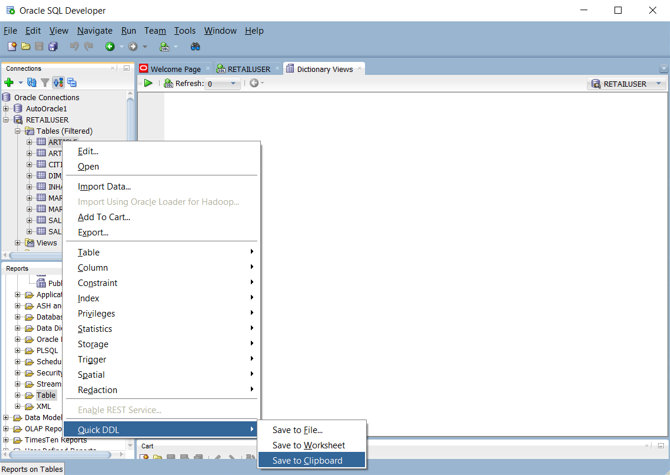 Oracle SQL Developer
File Edit View Navigate Run Team Tools Window Help
Connections
Welcome Page
RETAILUSER
Dictionary Views
Refresh: 0
RETAILUSER
Oracle Connections
AutoOracle1
RETAILUSER
Tables (Filtered)
ART
CITI
DIM
INHA
MAR
MAR
SAL
SAL
Views
Edit...
Open
Import Data...
Import Using Oracle Loader for Hadoop...
Add To Cart...
Export...
Table
Column
Constraint
Index
Privileges
Statistics
Storage
Trigger
Spatial
Redaction
Enable REST Service...
Quick DDL
Save to File...
Save to Worksheet
Save to Clipboard
Reports
Publ
Applicat
ASH an
Databas
Data Di
Oracle
PLSQL
Schedu
Security
Stream
Table
XML
Data Model
OLAP Repo
TimesTen Reports
Cart
Reports on Tables